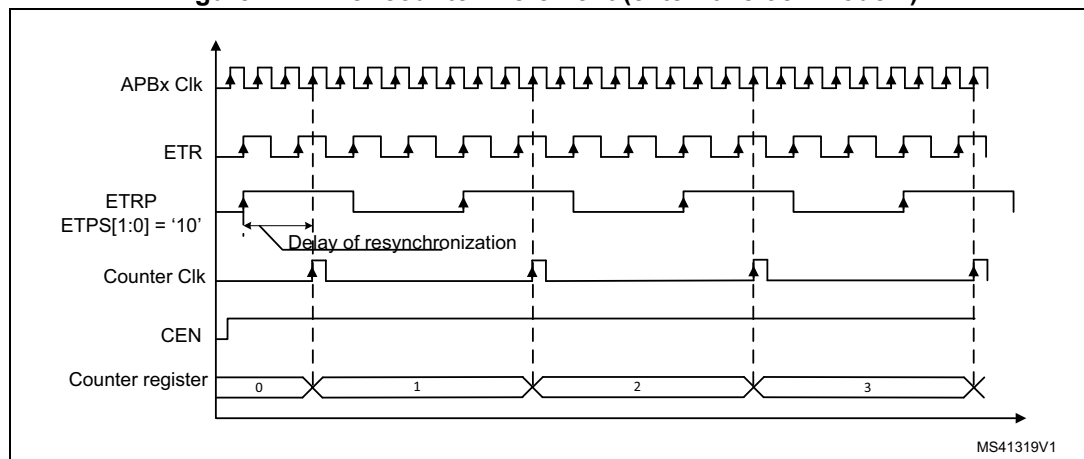 APBx Clk
ETR
ETRP
ETPS[1:0] = ‘10’
Delay of resynchronization
Counter Clk
CEN
Counter register
0
1
2
3
MS41319V1